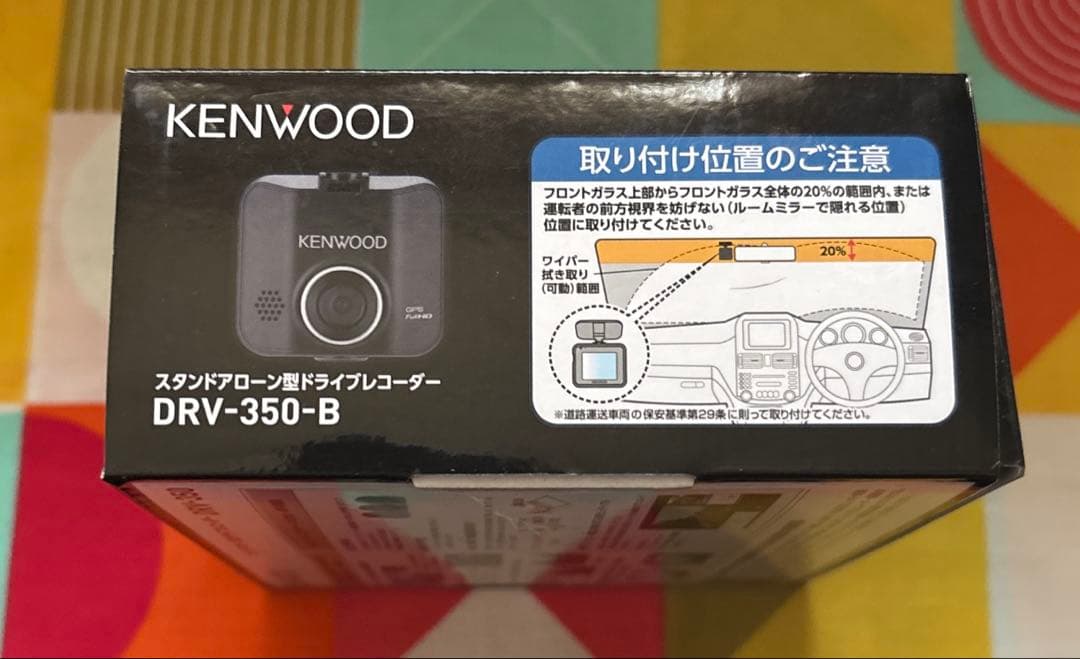 KENWOOD
KENWOOD
GPS
Full HD
スタンドアローン型ドライブレコーダー
DRV-350-B
取り付け位置のご注意
フロントガラス上部からフロントガラス全体の20%の範囲内、または
運転者の前方視界を妨げない（ルームミラーで隠れる位置）
位置に取り付けてください。
20%
ワイパー
拭き取り
（可動）範囲
※道路運送車両の保安基準第29条に則って取り付けてください。